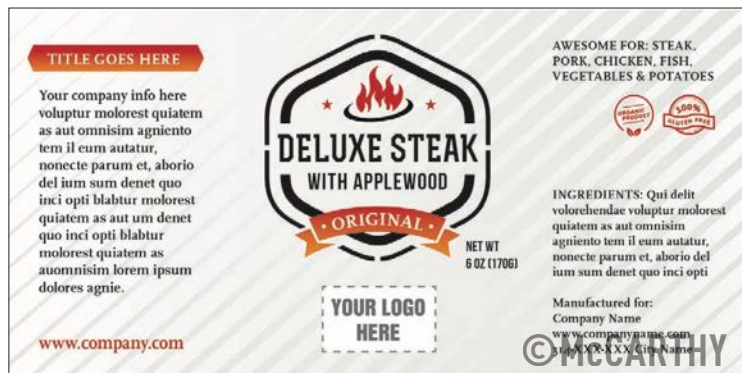 TITLE GOES HERE
Your company info here
voluptur molorest quiatem
as aut omnisim agniento
tem il eum autatur,
nonecte parum et, aborio
del ium sum denet quo
inci opti blabtur molorest
quiatem as aut um denet
quo inci opti blabtur
molorest quiatem as
auomnisim lorem ipsum
dolores agnie.
www.company.com
DELUXE STEAK
WITH APPLEWOOD
• ORIGINAL •
NET WT
6 OZ (170G)
YOUR LOGO
HERE
AWESOME FOR: STEAK,
PORK, CHICKEN, FISH,
VEGETABLES & POTATOES
ORGANIC
PRODUCT
100%
GLUTEN FREE
INGREDIENTS: Qui delit
volorehendae voluptur molorest
quiatem as aut omnisim
agniento tem il eum autatur,
nonecte parum et, aborio del
ium sum denet quo inci opti
Manufactured for:
Company Name
www.companyname.com
314-XXX-XXX City Name
©McCARTHY